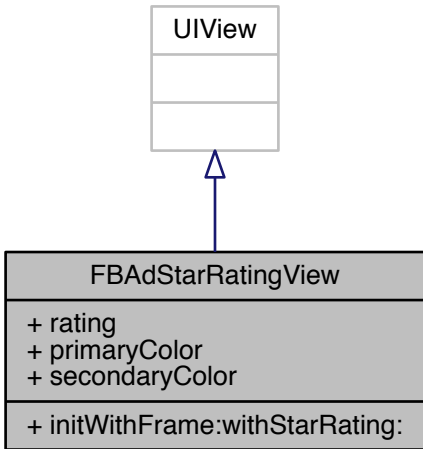 UIView
FBAdStarRatingView
+ rating
+ primaryColor
+ secondaryColor
+ initWithFrame:withStarRating: